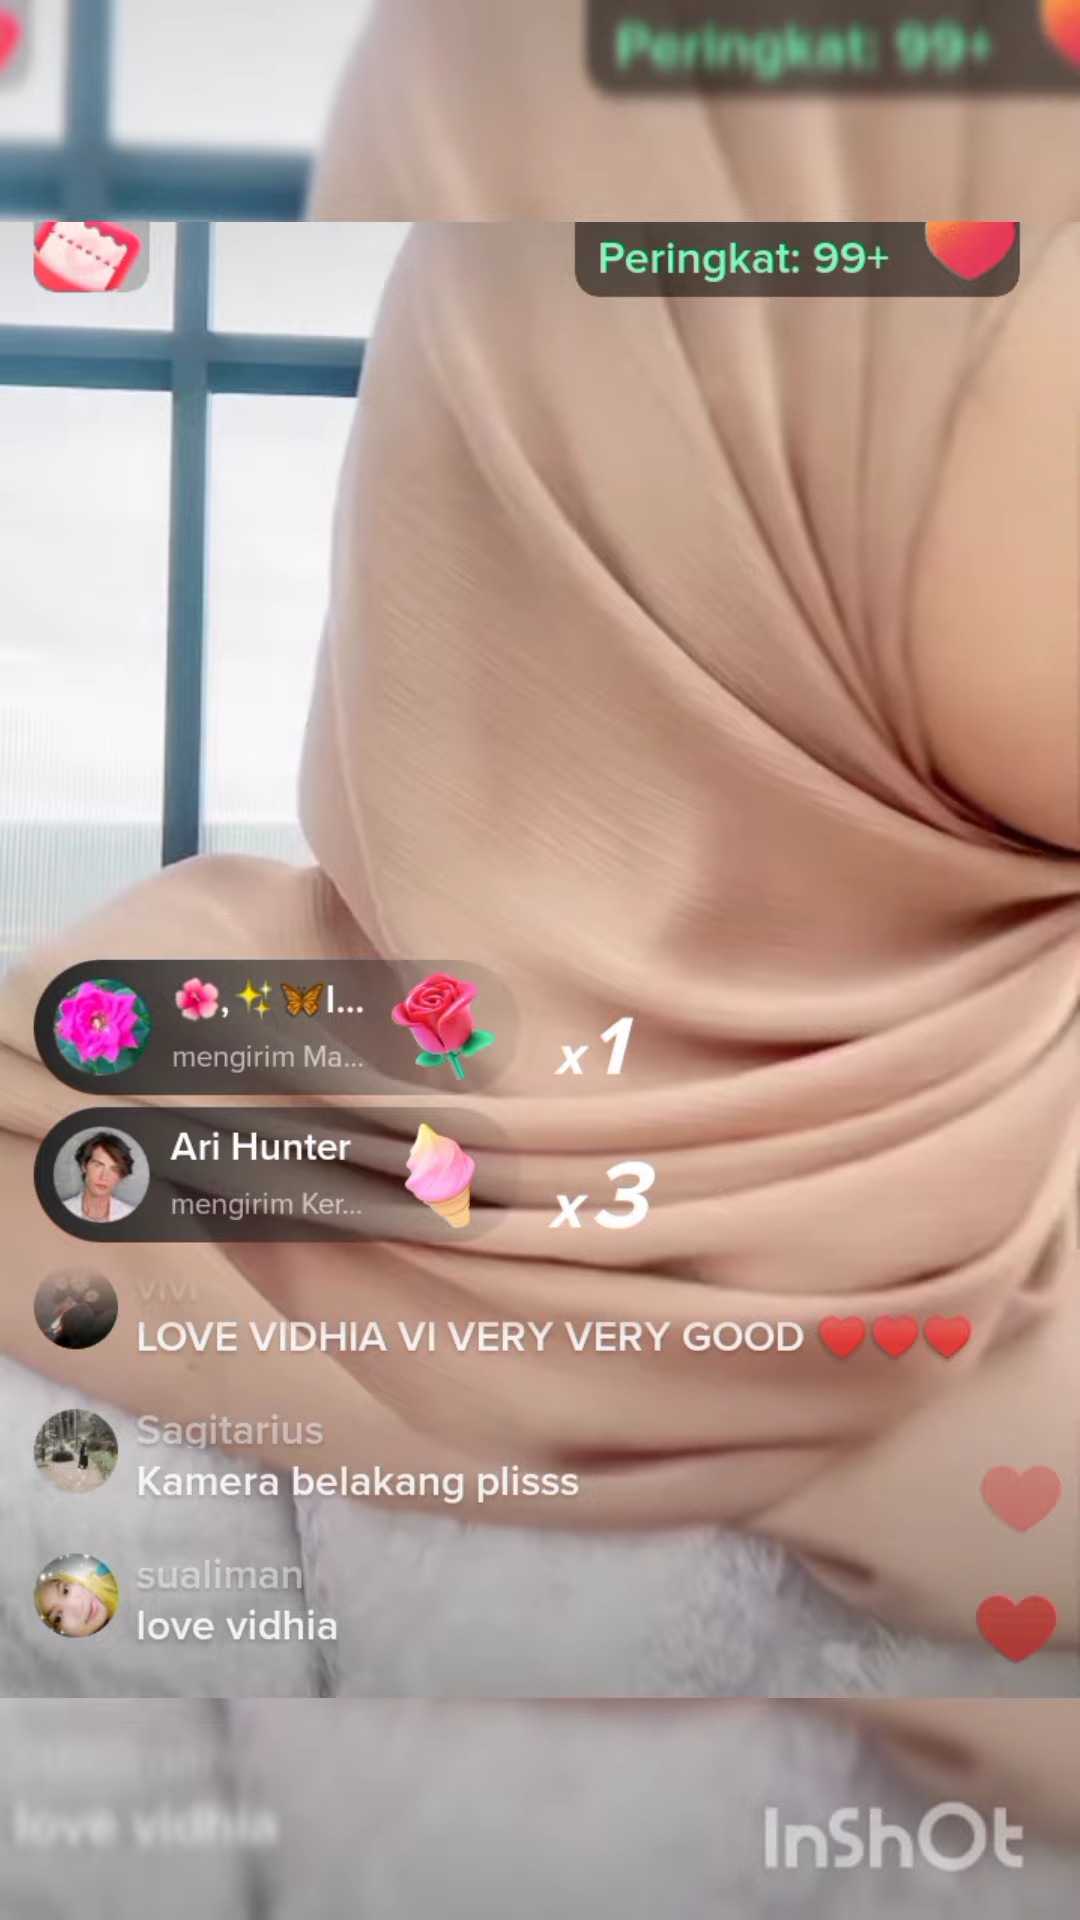 Peringkat: 99+
Peringkat: 99+
I...
mengirim Ma...
x1
Ari Hunter
mengirim Ker...
x3
vivi
LOVE VIDHIA VI VERY VERY GOOD ❤️❤️❤️
Sagitarius
Kamera belakang plisss
sualiman
love vidhia
love vidhia
InShOt